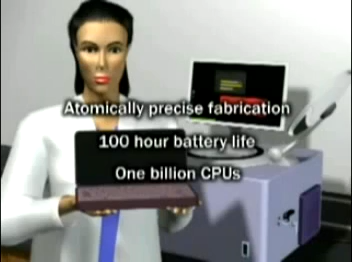 Atomically precise fabrication
100 hour battery life
One billion CPUs